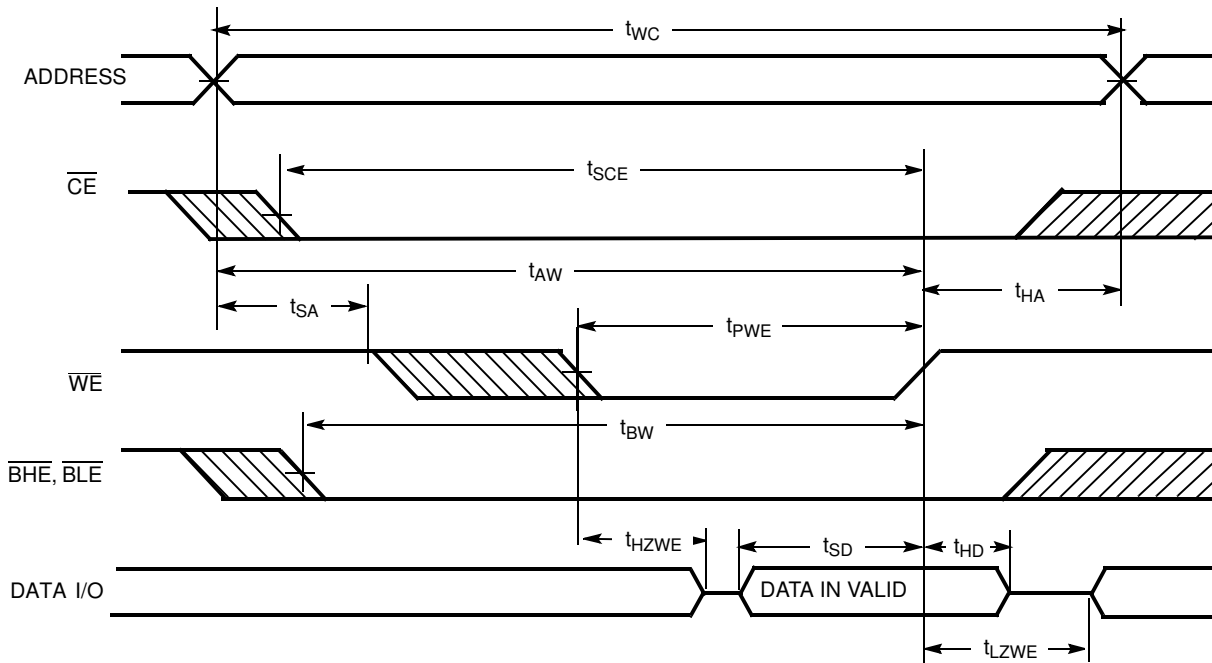 tWC
ADDRESS
CE
tSCE
tAW
tSA
tHA
tPWE
WE
tBW
BHE, BLE
tHZWE
tSD
tHD
DATA I/O
DATA IN VALID
tLZWE